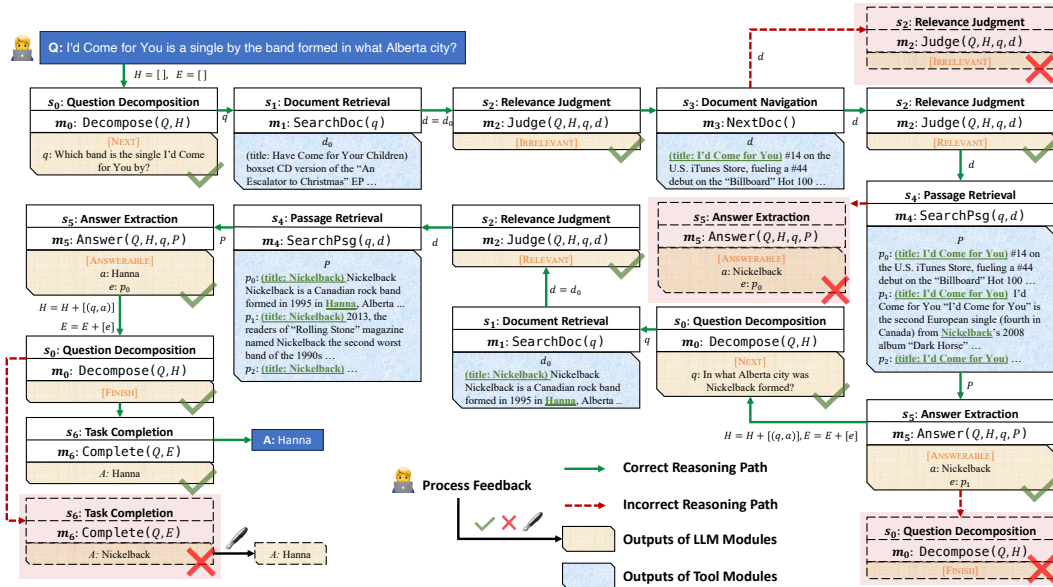 Q: I'd Come for You is a single by the band formed in what Alberta city?
H = [], E = []
s0: Question Decomposition
m0: Decompose(Q, H)
[NEXT]
q: Which band is the single I'd Come
for You by?
q
s1: Document Retrieval
m1: SearchDoc(q)
d0
(title: Have Come for Your Children)
boxset CD version of the "An
Escalator to Christmas" EP …
d = d0
s2: Relevance Judgment
m2: Judge(Q, H, q, d)
[IRRELEVANT]
s3: Document Navigation
m3: NextDoc()
d
(title: I'd Come for You) #14 on the
U.S. iTunes Store, fueling a #44
debut on the "Billboard" Hot 100 …
d
s2: Relevance Judgment
m2: Judge(Q, H, q, d)
[IRRELEVANT]
d
s2: Relevance Judgment
m2: Judge(Q, H, q, d)
[RELEVANT]
d
s4: Passage Retrieval
m4: SearchPsg(q, d)
P
p0: (title: I'd Come for You) #14 on
the U.S. iTunes Store, fueling a #44
debut on the "Billboard" Hot 100 …
p1: (title: I'd Come for You) I'd
Come for You "I'd Come for You" is
the second European single (fourth
in Canada) from Nickelback's 2008
album "Dark Horse" …
p2: (title: I'd Come for You) …
s5: Answer Extraction
m5: Answer(Q, H, q, P)
[ANSWERABLE]
a: Nickelback
e: p0
P
s5: Answer Extraction
m5: Answer(Q, H, q, P)
[ANSWERABLE]
a: Nickelback
e: p1
s0: Question Decomposition
m0: Decompose(Q, H)
[FINISH]
H = H + [(q, a)], E = E + [e]
s0: Question Decomposition
m0: Decompose(Q, H)
[NEXT]
q: In what Alberta city was
Nickelback formed?
q
s1: Document Retrieval
m1: SearchDoc(q)
d0
(title: Nickelback) Nickelback
Nickelback is a Canadian rock band
formed in 1995 in Hanna, Alberta ..
d = d0
s2: Relevance Judgment
m2: Judge(Q, H, q, d)
[RELEVANT]
d
s4: Passage Retrieval
m4: SearchPsg(q, d)
P
p0: (title: Nickelback) Nickelback
Nickelback is a Canadian rock band
formed in 1995 in Hanna, Alberta ...
p1: (title: Nickelback) 2013, the
readers of "Rolling Stone" magazine
named Nickelback the second worst
band of the 1990s …
p2: (title: Nickelback) …
P
s5: Answer Extraction
m5: Answer(Q, H, q, P)
[ANSWERABLE]
a: Hanna
e: p0
H = H + [(q, a)]
E = E + [e]
s0: Question Decomposition
m0: Decompose(Q, H)
[FINISH]
s6: Task Completion
m6: Complete(Q, E)
A: Hanna
A: Hanna
s6: Task Completion
m6: Complete(Q, E)
A: Nickelback
A: Hanna
Process Feedback
Correct Reasoning Path
Incorrect Reasoning Path
Outputs of LLM Modules
Outputs of Tool Modules